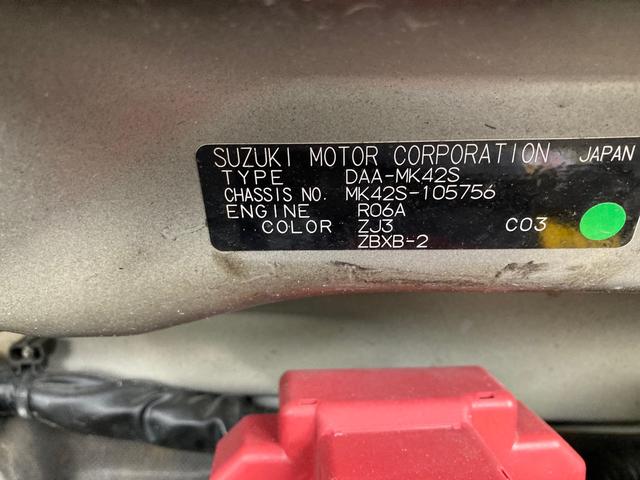 SUZUKI MOTOR CORPORATION JAPAN
TYPE DAA-MK42S
CHASSIS NO. MK42S-105756
ENGINE R06A
COLOR ZJ3 C03
ZBXB-2